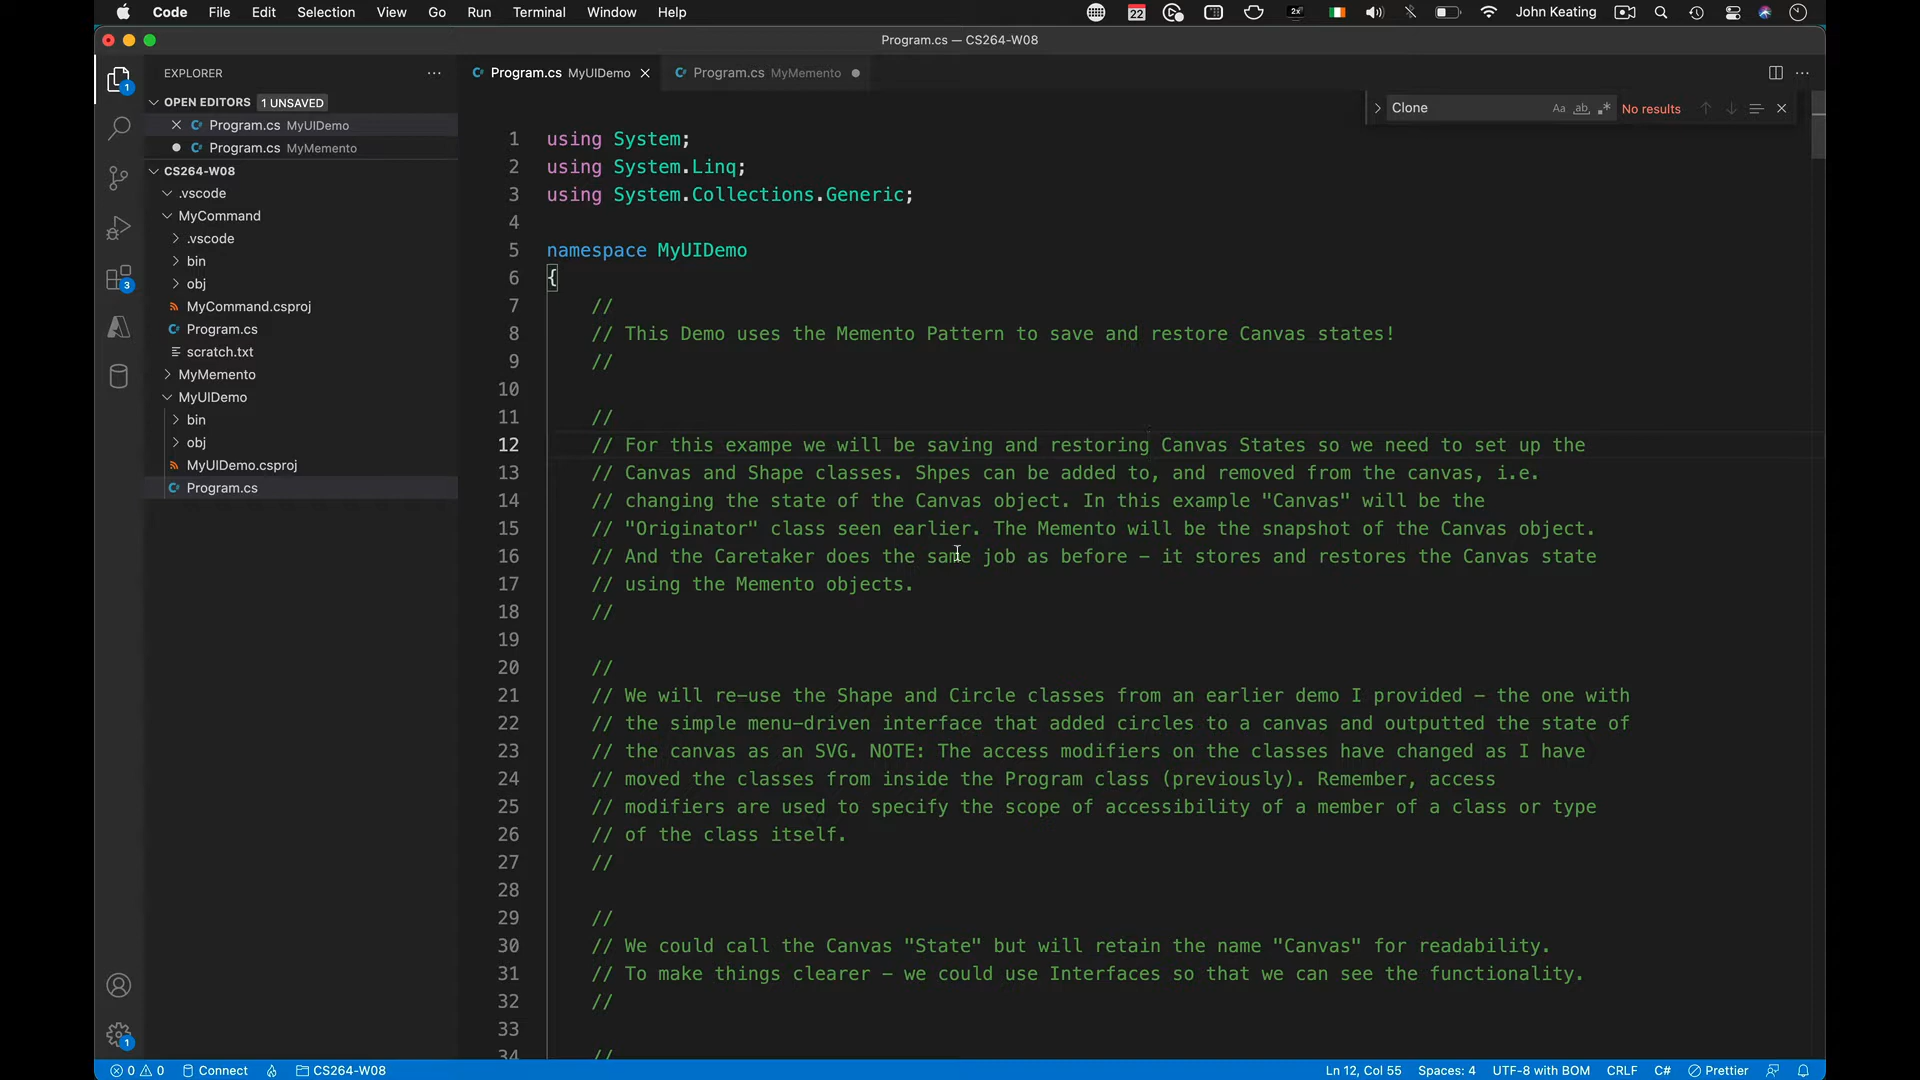 Code File Edit Selection View Go Run Terminal Window Help 22 2x John Keating
Program.cs — CS264-W08
EXPLORER
Program.cs MyUIDemo
Program.cs MyMemento
OPEN EDITORS 1 UNSAVED
Program.cs MyUIDemo
Program.cs MyMemento
CS264-W08
.vscode
MyCommand
.vscode
bin
obj
MyCommand.csproj
Program.cs
scratch.txt
MyMemento
MyUIDemo
bin
obj
MyUIDemo.csproj
Program.cs
1
3
1
Clone Aa ab No results
1 using System;
2 using System.Linq;
3 using System.Collections.Generic;
4
5 namespace MyUIDemo
6 {
7 //
8 // This Demo uses the Memento Pattern to save and restore Canvas states!
9 //
10
11 //
12 // For this exampe we will be saving and restoring Canvas States so we need to set up the
13 // Canvas and Shape classes. Shpes can be added to, and removed from the canvas, i.e.
14 // changing the state of the Canvas object. In this example "Canvas" will be the
15 // "Originator" class seen earlier. The Memento will be the snapshot of the Canvas object.
16 // And the Caretaker does the same job as before – it stores and restores the Canvas state
17 // using the Memento objects.
18 //
19
20 //
21 // We will re-use the Shape and Circle classes from an earlier demo I provided – the one with
22 // the simple menu-driven interface that added circles to a canvas and outputted the state of
23 // the canvas as an SVG. NOTE: The access modifiers on the classes have changed as I have
24 // moved the classes from inside the Program class (previously). Remember, access
25 // modifiers are used to specify the scope of accessibility of a member of a class or type
26 // of the class itself.
27 //
28
29 //
30 // We could call the Canvas "State" but will retain the name "Canvas" for readability.
31 // To make things clearer – we could use Interfaces so that we can see the functionality.
32 //
33
34 //
0 0 Connect CS264-W08 Ln 12, Col 55 Spaces: 4 UTF-8 with BOM CRLF C# Prettier